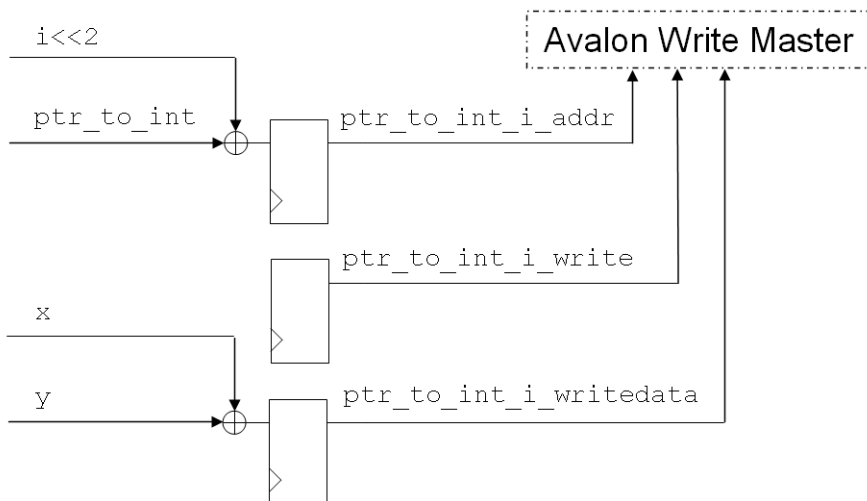 i<<2
Avalon Write Master
ptr_to_int
ptr_to_int_i_addr
ptr_to_int_i_write
x
ptr_to_int_i_writedata
y